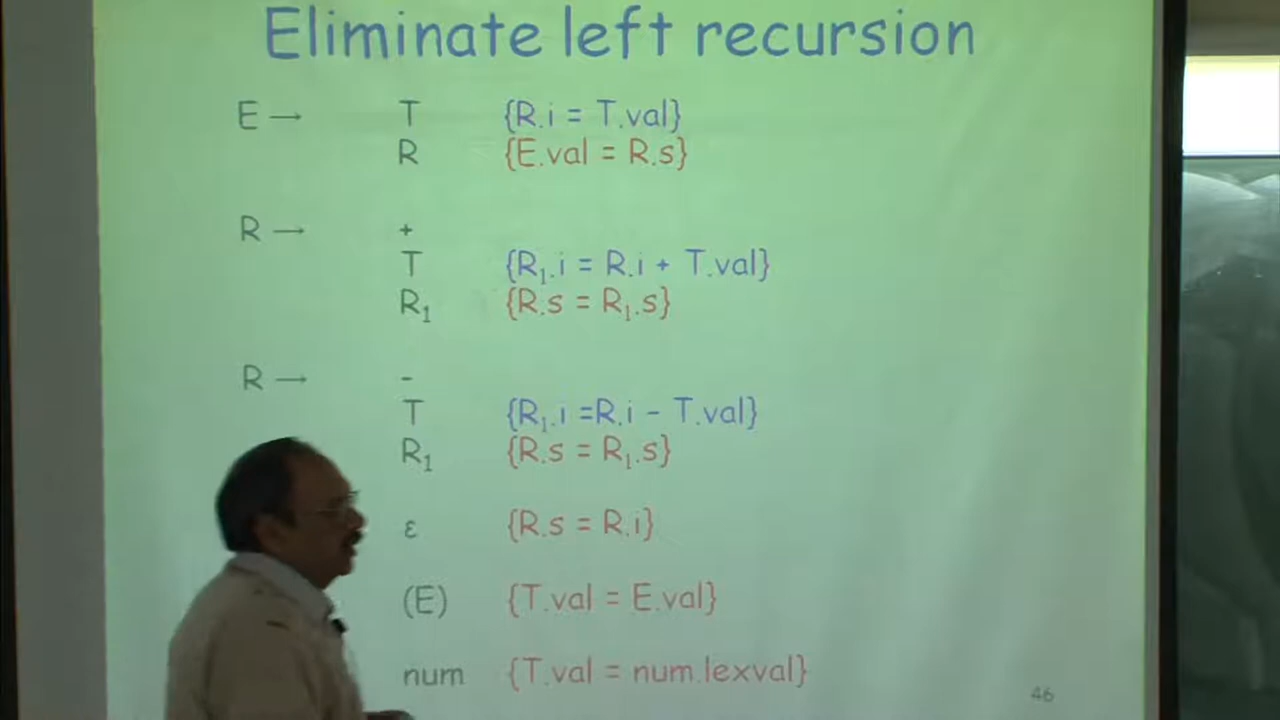 Eliminate left recursion
E → T {R.i = T.val}
R {E.val = R.s}
R → +
T {R₁.i = R.i + T.val}
R₁ {R.s = R₁.s}
R → -
T {R₁.i =R.i - T.val}
R₁ {R.s = R₁.s}
ε {R.s = R.i}
(E) {T.val = E.val}
num {T.val = num.lexval}
46